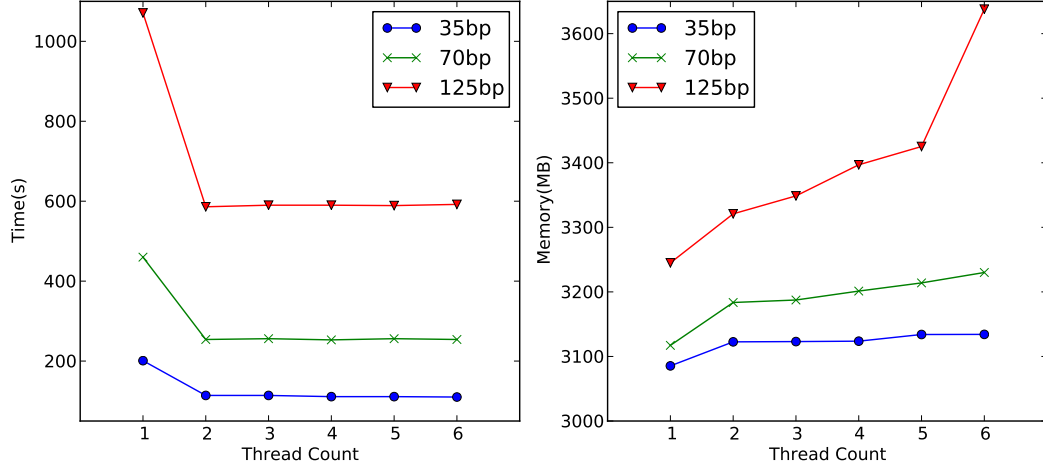 1000
800
600
400
200
Time(s)
1 2 3 4 5 6
Thread Count
35bp
70bp
125bp
3600
3500
3400
3300
3200
3100
3000
Memory(MB)
1 2 3 4 5 6
Thread Count
35bp
70bp
125bp